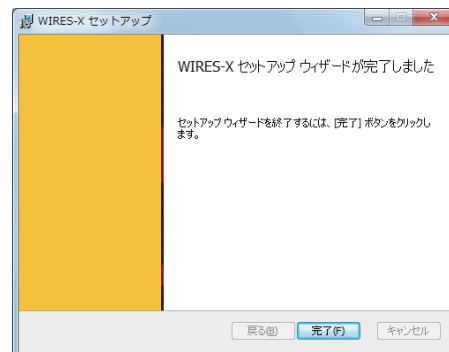 WIRES-X セットアップ
WIRES-X セットアップ ウィザードが完了しました
セットアップ ウィザードを終了するには、[完了] ボタンをクリックし
ます。
戻る(B) 完了(F) キャンセル